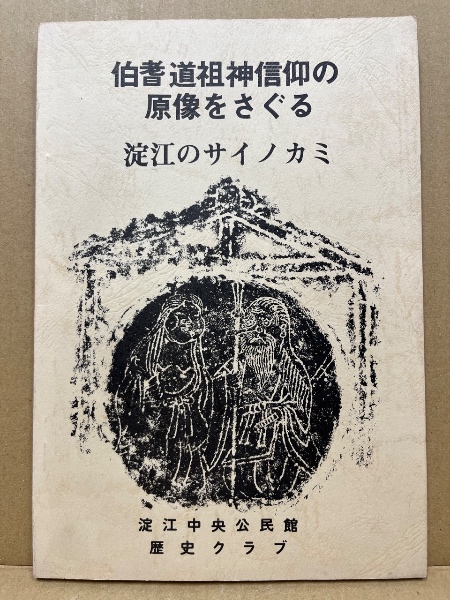 伯耆道祖神信仰の
原像をさぐる
淀江のサイノカミ
淀江中央公民館
歴史クラブ